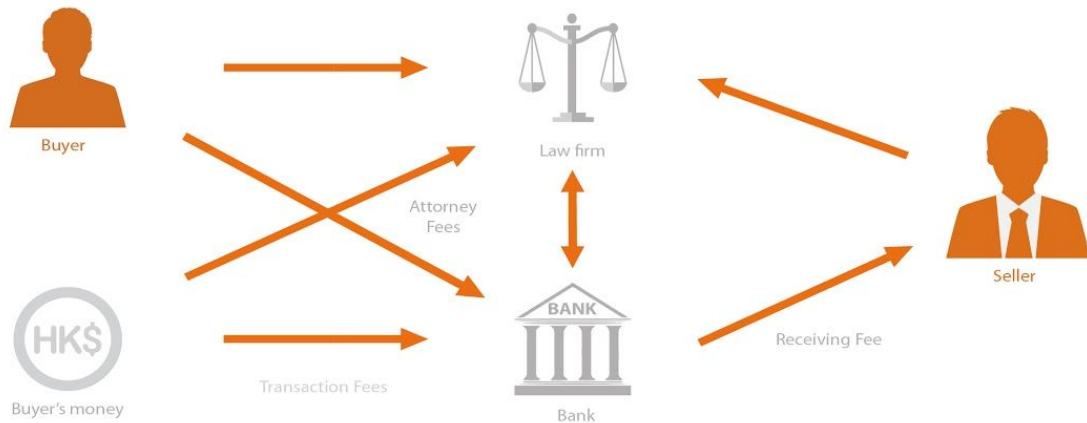 Buyer
Law firm
Attorney
Fees
Seller
HK$
Buyer's money
Transaction Fees
BANK
Bank
Receiving Fee